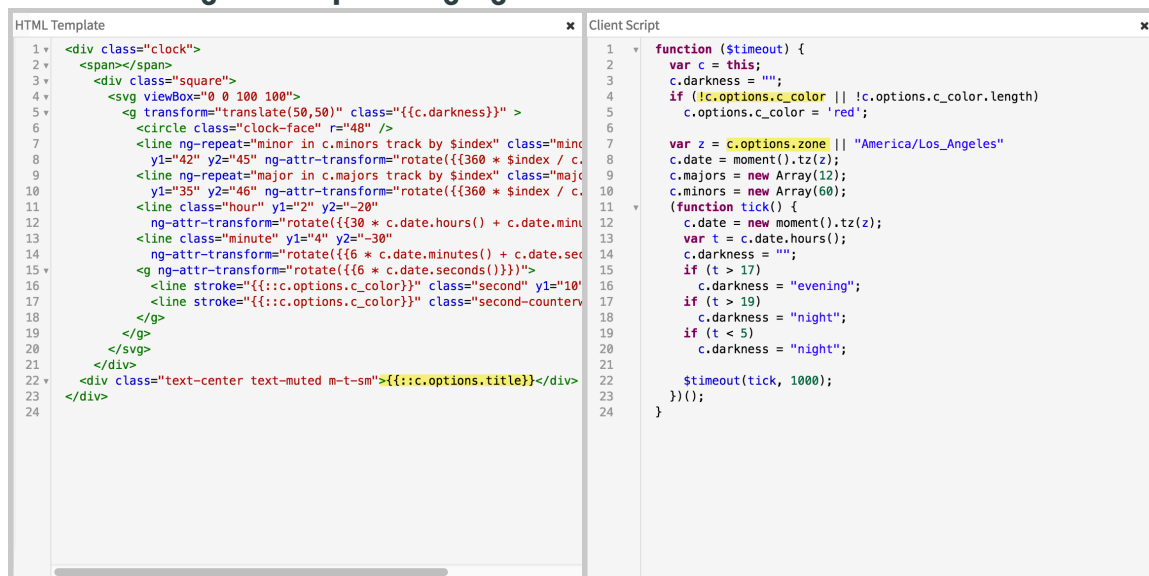 HTML Template ✖
1 <div class="clock">
2 <span></span>
3 <div class="square">
4 <svg viewBox="0 0 100 100">
5 <g transform="translate(50,50)" class="{{c.darkness}}" >
6 <circle class="clock-face" r="48" />
7 <line ng-repeat="minor in c.minors track by $index" class="mino
8 y1="42" y2="45" ng-attr-transform="rotate({{360 * $index / c.
9 <line ng-repeat="major in c.majors track by $index" class="majo
10 y1="35" y2="46" ng-attr-transform="rotate({{360 * $index / c.
11 <line class="hour" y1="2" y2="-20"
12 ng-attr-transform="rotate({{30 * c.date.hours() + c.date.minu
13 <line class="minute" y1="4" y2="-30"
14 ng-attr-transform="rotate({{6 * c.date.minutes() + c.date.sec
15 <g ng-attr-transform="rotate({{6 * c.date.seconds()}})">
16 <line stroke="{{::c.options.c_color}}" class="second" y1="10"
17 <line stroke="{{::c.options.c_color}}" class="second-counterw
18 </g>
19 </g>
20 </svg>
21 </div>
22 <div class="text-center text-muted m-t-sm">{{::c.options.title}}</div>
23 </div>
24
Client Script ✖
1 function ($timeout) {
2 var c = this;
3 c.darkness = "";
4 if (!c.options.c_color || !c.options.c_color.length)
5 c.options.c_color = 'red';
6
7 var z = c.options.zone || "America/Los_Angeles"
8 c.date = moment().tz(z);
9 c.majors = new Array(12);
10 c.minors = new Array(60);
11 (function tick() {
12 c.date = new moment().tz(z);
13 var t = c.date.hours();
14 c.darkness = "";
15 if (t > 17)
16 c.darkness = "evening";
17 if (t > 19)
18 c.darkness = "night";
19 if (t < 5)
20 c.darkness = "night";
21
22 $timeout(tick, 1000);
23 })();
24 }